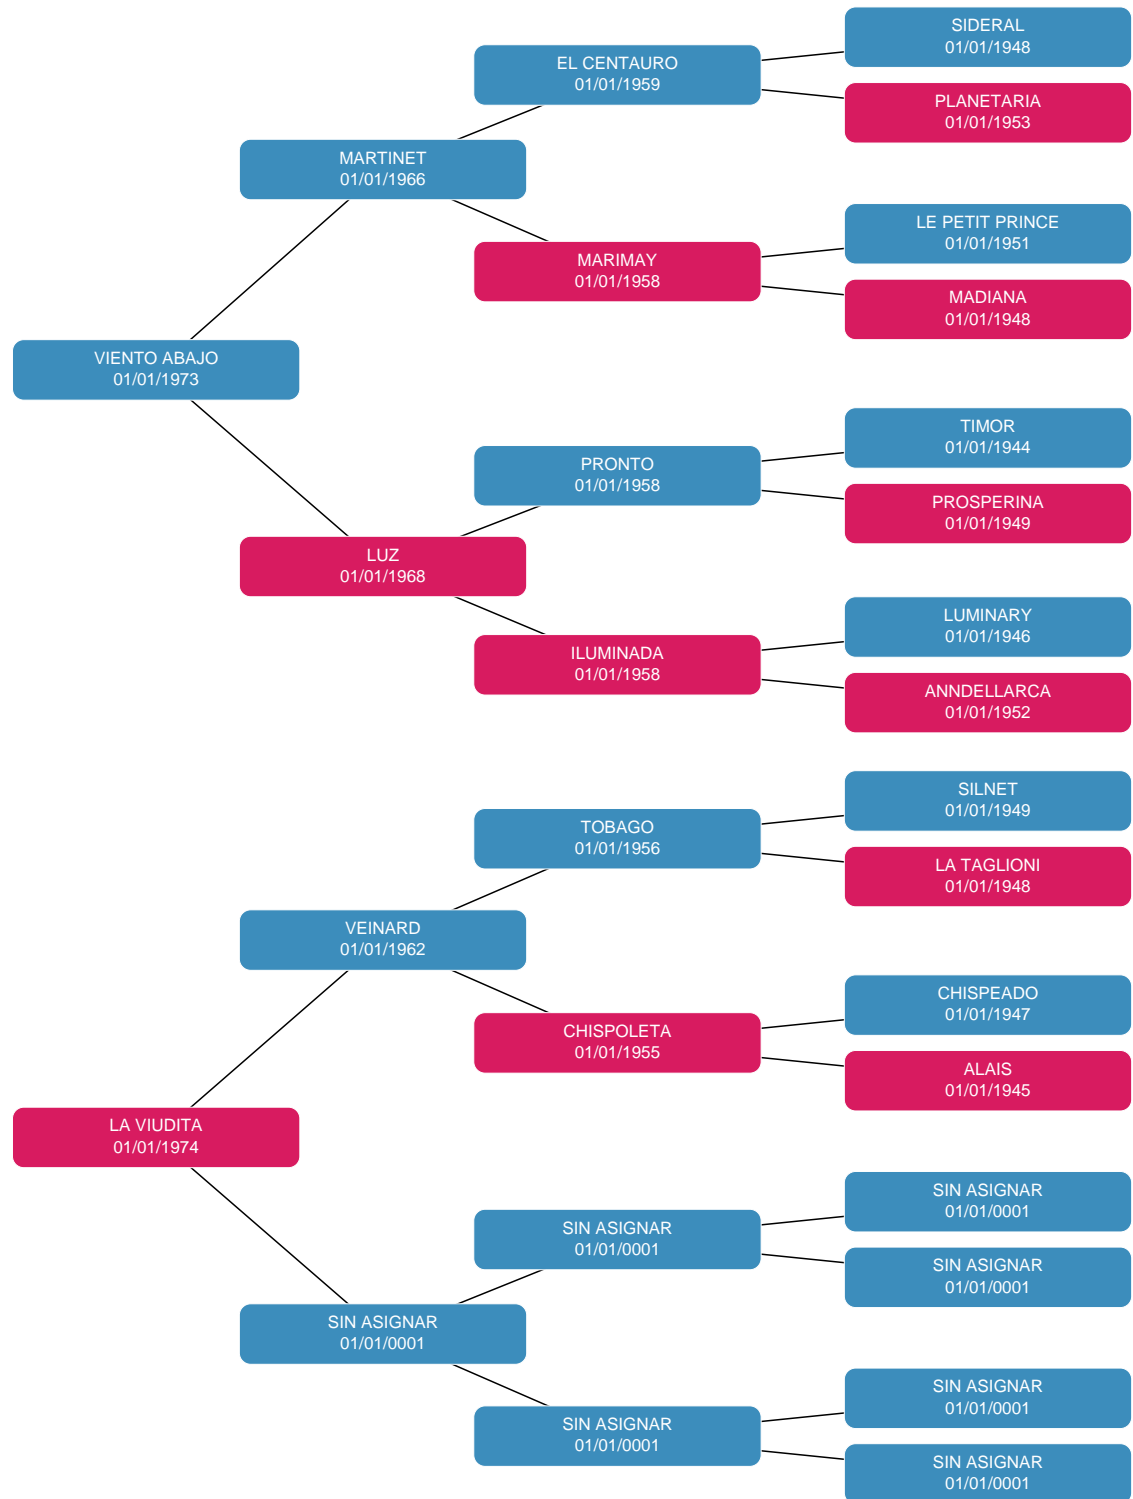 SIDERAL
01/01/1948
EL CENTAURO
01/01/1959
PLANETARIA
01/01/1953
MARTINET
01/01/1966
LE PETIT PRINCE
01/01/1951
MARIMAY
01/01/1958
MADIANA
01/01/1948
VIENTO ABAJO
01/01/1973
TIMOR
01/01/1944
PRONTO
01/01/1958
PROSPERINA
01/01/1949
LUZ
01/01/1968
LUMINARY
01/01/1946
ILUMINADA
01/01/1958
ANNDELLARCA
01/01/1952
SILNET
01/01/1949
TOBAGO
01/01/1956
LA TAGLIONI
01/01/1948
VEINARD
01/01/1962
CHISPEADO
01/01/1947
CHISPOLETA
01/01/1955
ALAIS
01/01/1945
LA VIUDITA
01/01/1974
SIN ASIGNAR
01/01/0001
SIN ASIGNAR
01/01/0001
SIN ASIGNAR
01/01/0001
SIN ASIGNAR
01/01/0001
SIN ASIGNAR
01/01/0001
SIN ASIGNAR
01/01/0001
SIN ASIGNAR
01/01/0001